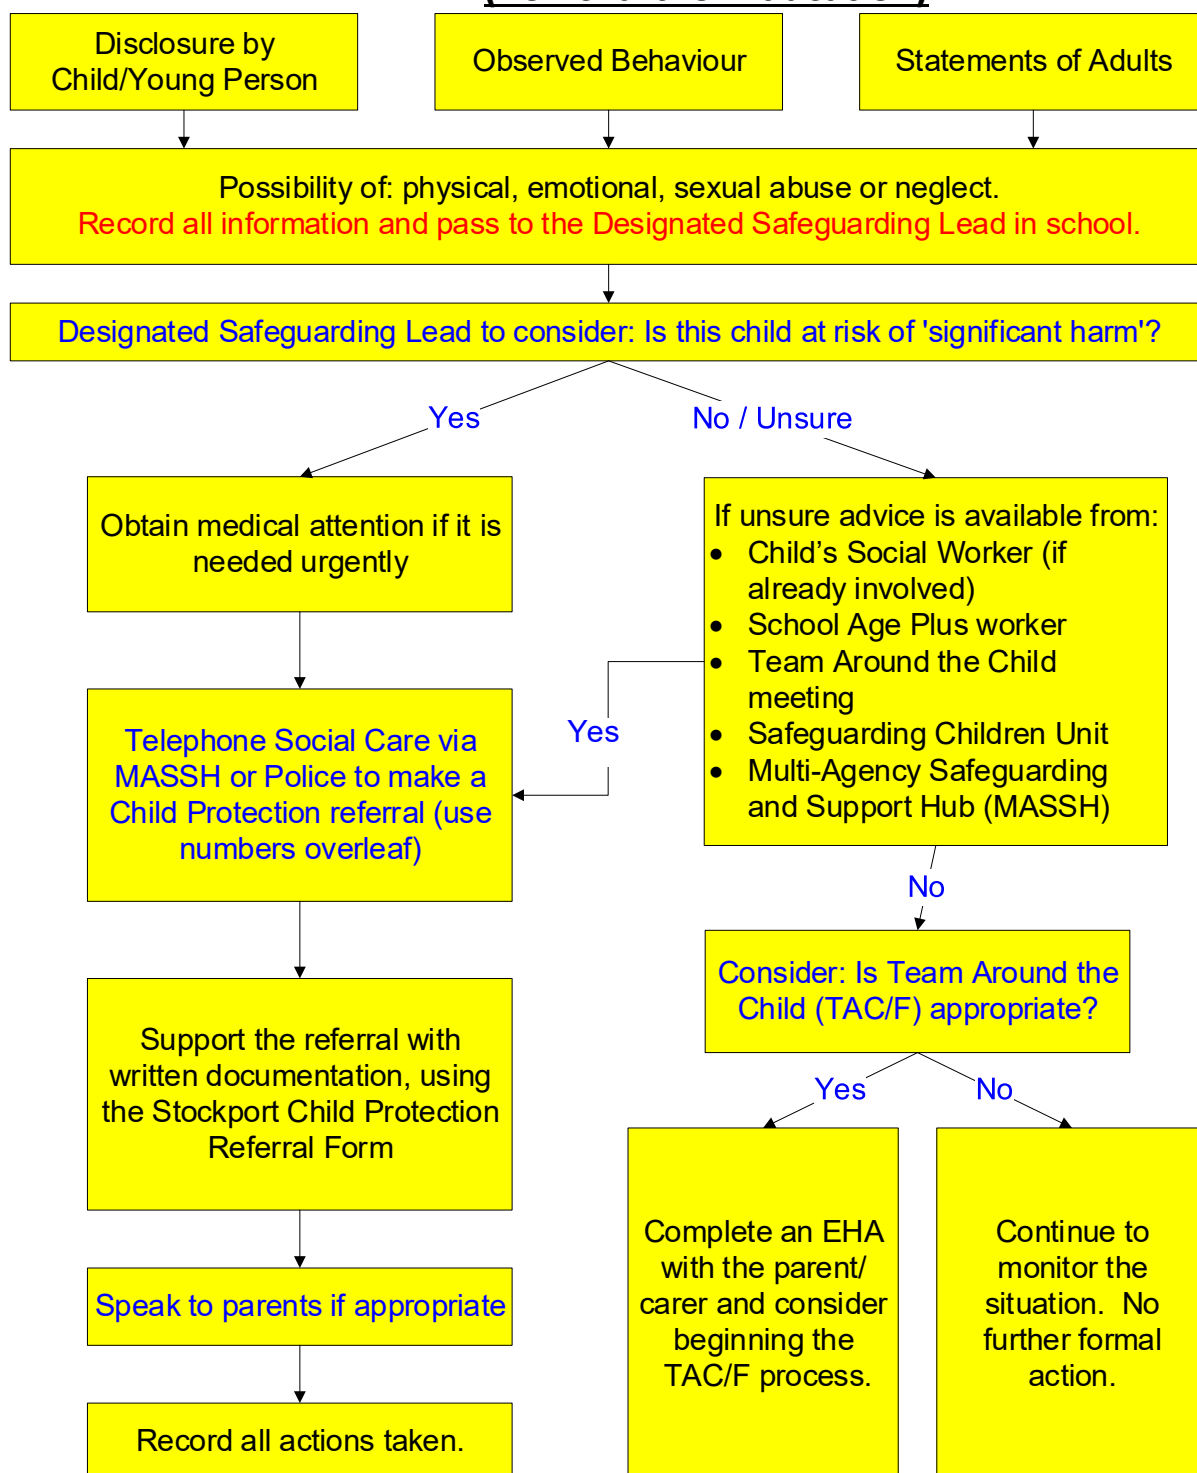 Disclosure by
Child/Young Person
Observed Behaviour
Statements of Adults
Possibility of: physical, emotional, sexual abuse or neglect.
Record all information and pass to the Designated Safeguarding Lead in school.
Designated Safeguarding Lead to consider: Is this child at risk of 'significant harm'?
Yes
No / Unsure
Obtain medical attention if it is
needed urgently
If unsure advice is available from:
• Child’s Social Worker (if
already involved)
• School Age Plus worker
• Team Around the Child
meeting
• Safeguarding Children Unit
• Multi-Agency Safeguarding
and Support Hub (MASSH)
Yes
Telephone Social Care via
MASSH or Police to make a
Child Protection referral (use
numbers overleaf)
No
Consider: Is Team Around the
Child (TAC/F) appropriate?
Support the referral with
written documentation, using
the Stockport Child Protection
Referral Form
Yes
No
Complete an EHA
with the parent/
carer and consider
beginning the
TAC/F process.
Continue to
monitor the
situation.  No
further formal
action.
Speak to parents if appropriate
Record all actions taken.